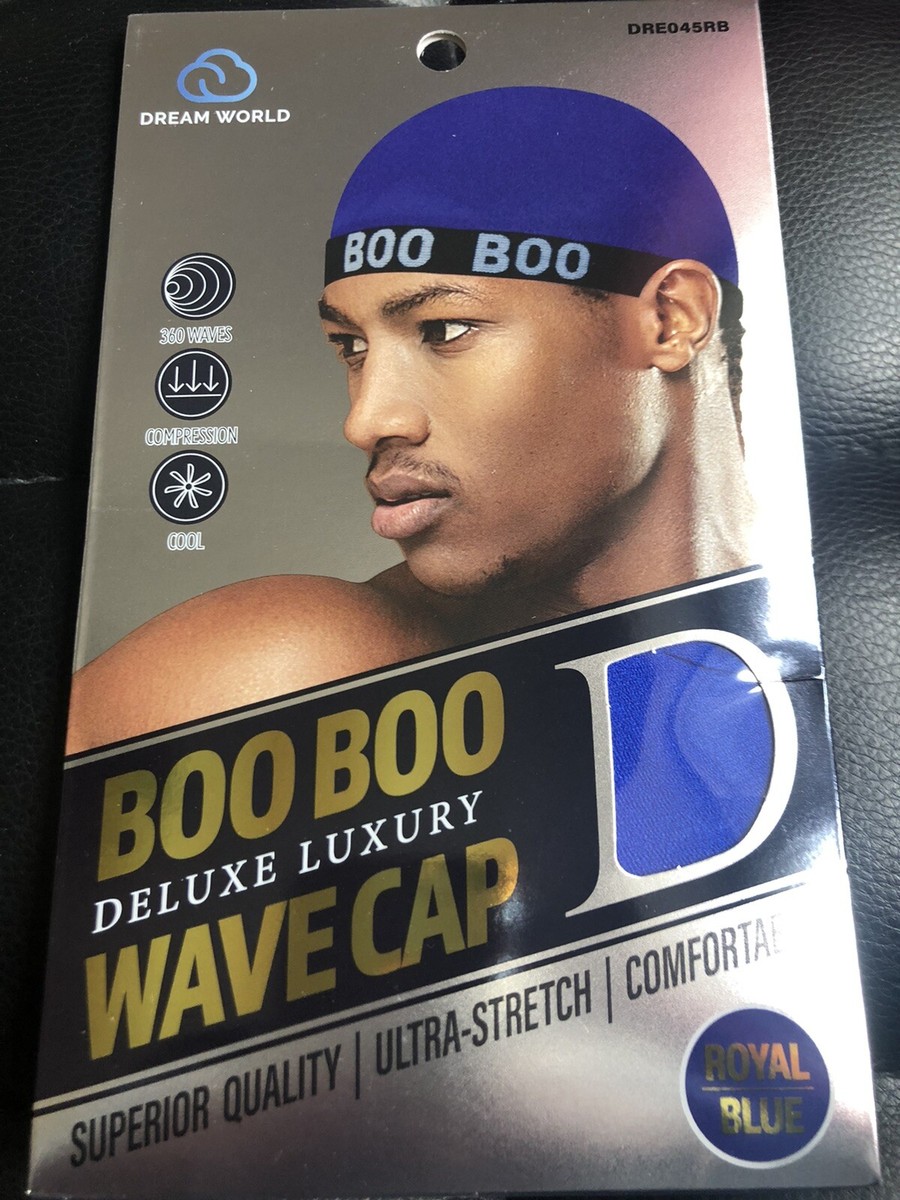 DRE045RB
DREAM WORLD
BOO BOO
360 WAVES
COMPRESSION
COOL
BOO BOO
DELUXE LUXURY
WAVE CAP
D
SUPERIOR QUALITY | ULTRA-STRETCH |
ROYAL
BLUE